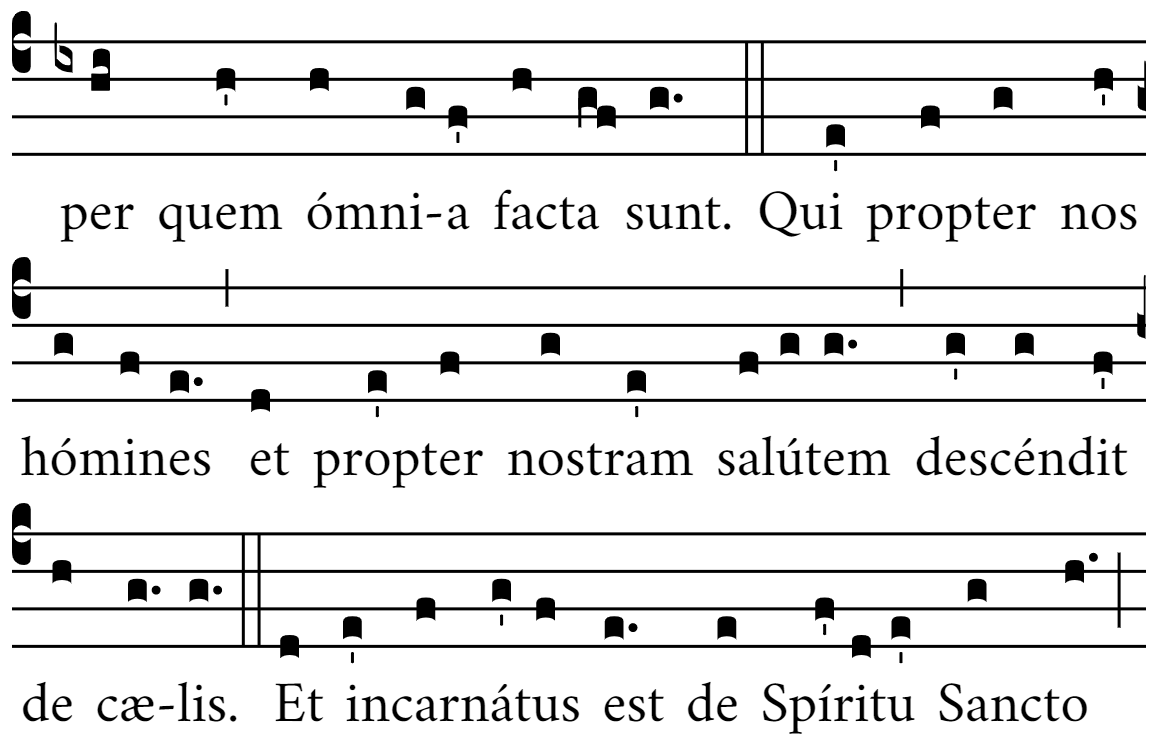 per quem ómni-a facta sunt. Qui propter nos
hómines et propter nostram salútem descéndit
de cæ-lis. Et incarnátus est de Spíritu Sancto